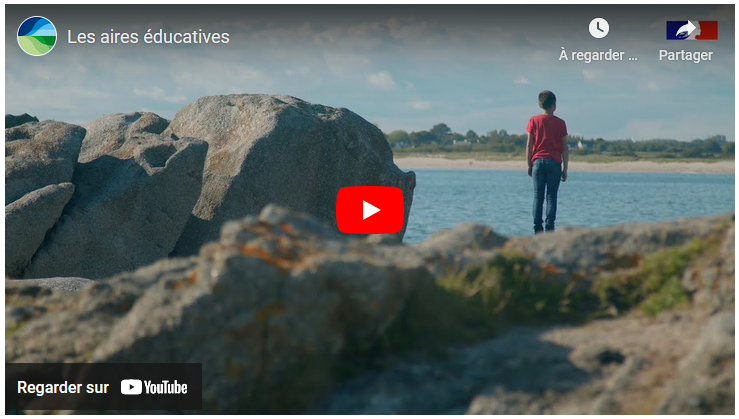 Les aires éducatives
À regarder ...
Partager
Regarder sur YouTube